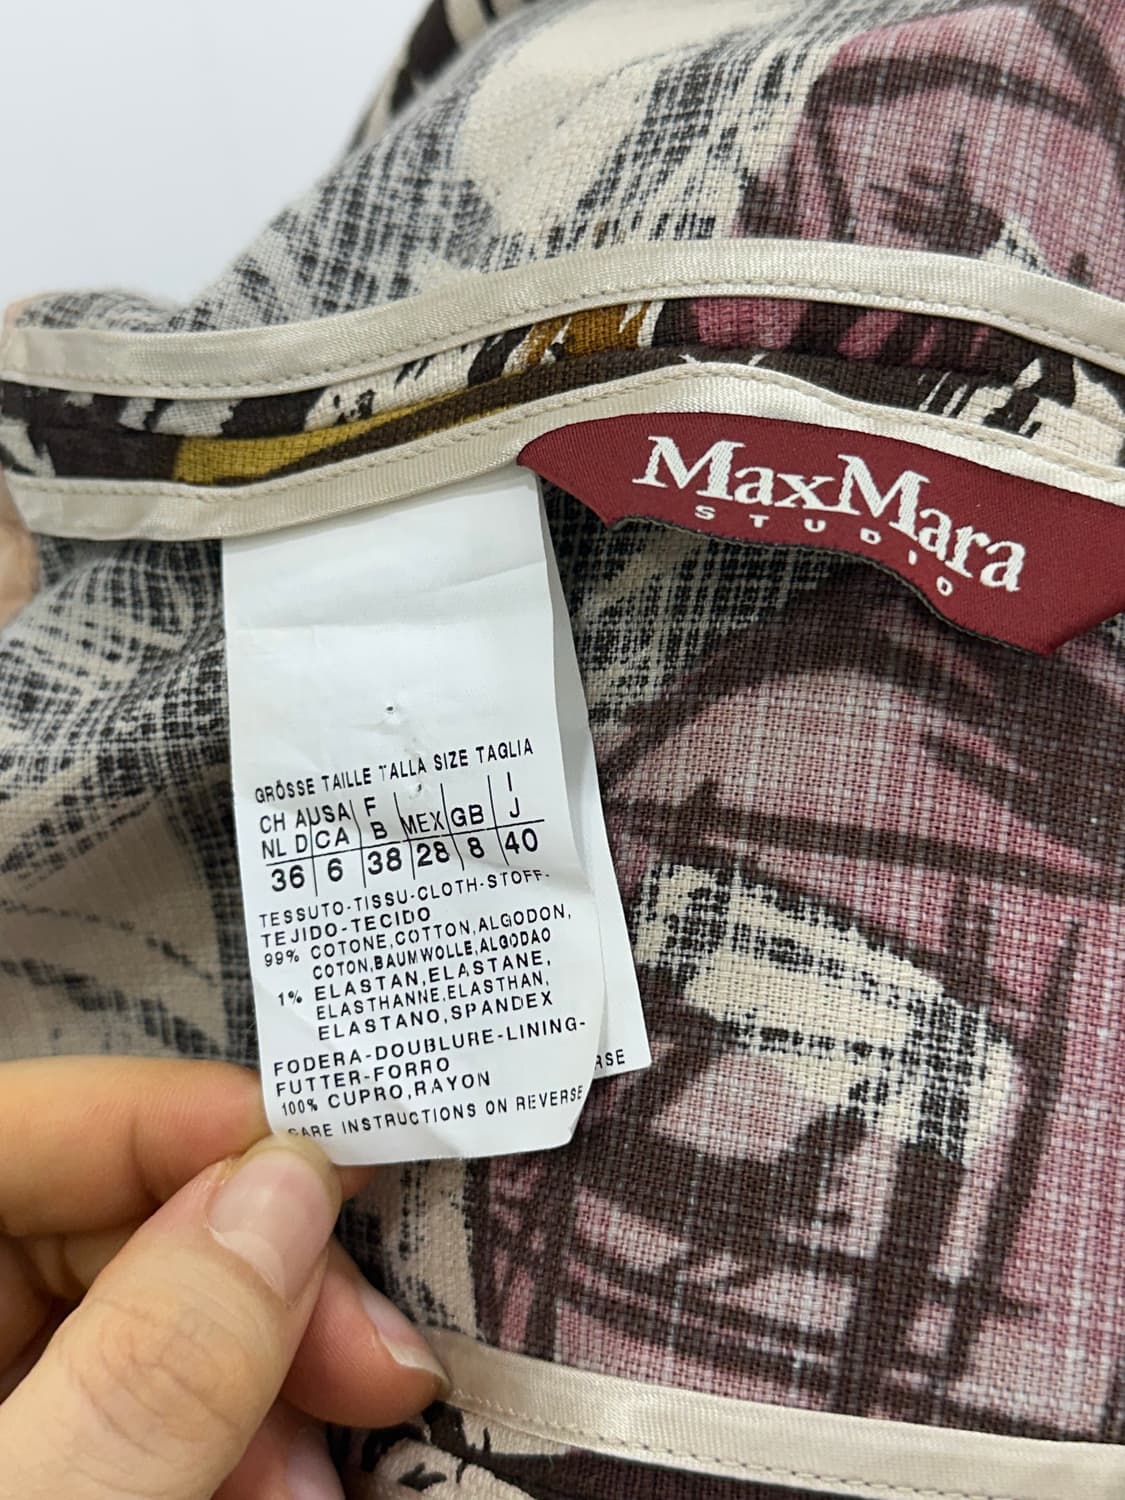 MaxMara
STUDIO
GRÖSSE TAILLE TALLA SIZE TAGLIA
CH A USA F I
NL D CA B MEX GB J
36 6 38 28 8 40
TESSUTO-TISSU-CLOTH-STOFF-
TEJIDO-TECIDO
99% COTONE,COTTON,ALGODON,
COTON,BAUMWOLLE,ALGODAO
1% ELASTAN,ELASTANE,
ELASTHANNE,ELASTHAN,
ELASTANO,SPANDEX
FODERA-DOUBLURE-LINING-
FUTTER-FORRO
100% CUPRO,RAYON
CARE INSTRUCTIONS ON REVERSE
RSE